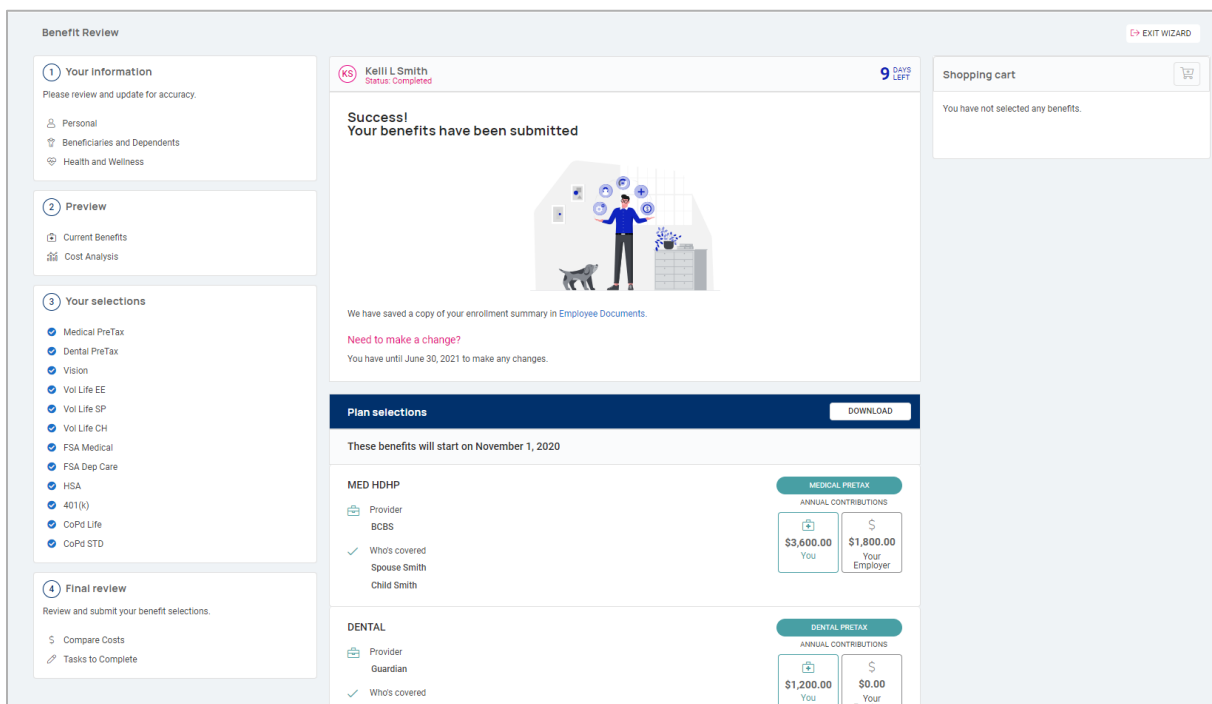 Benefit Review
EXIT WIZARD
1 Your information
Please review and update for accuracy.
Personal
Beneficiaries and Dependents
Health and Wellness
2 Preview
Current Benefits
Cost Analysis
3 Your selections
Medical PreTax
Dental PreTax
Vision
Vol Life EE
Vol Life SP
Vol Life CH
FSA Medical
FSA Dep Care
HSA
401(k)
CoPd Life
CoPd STD
4 Final review
Review and submit your benefit selections.
$ Compare Costs
Tasks to Complete
KS Kelli L Smith
Status: Completed
9 DAYS LEFT
Success!
Your benefits have been submitted
We have saved a copy of your enrollment summary in Employee Documents.
Need to make a change?
You have until June 30, 2021 to make any changes.
Plan selections
DOWNLOAD
These benefits will start on November 1, 2020
MED HDHP
Provider
BCBS
Who's covered
Spouse Smith
Child Smith
MEDICAL PRETAX
ANNUAL CONTRIBUTIONS
$3,600.00
You
$
$1,800.00
Your
Employer
DENTAL
Provider
Guardian
Who's covered
DENTAL PRETAX
ANNUAL CONTRIBUTIONS
$1,200.00
You
$
$0.00
Your
Shopping cart
You have not selected any benefits.